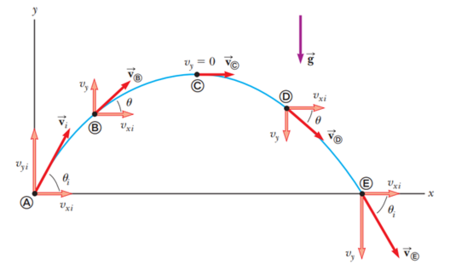 y
v_y = 0 v⃗_Ⓒ
Ⓒ
g⃗
v_y v⃗_Ⓑ
θ
Ⓑ v_xi
Ⓓ v_xi
θ
v_y v⃗_Ⓓ
v⃗_i
v_yi
θ_i
Ⓐ v_xi
Ⓔ v_xi x
θ_i
v_y v⃗_Ⓔ